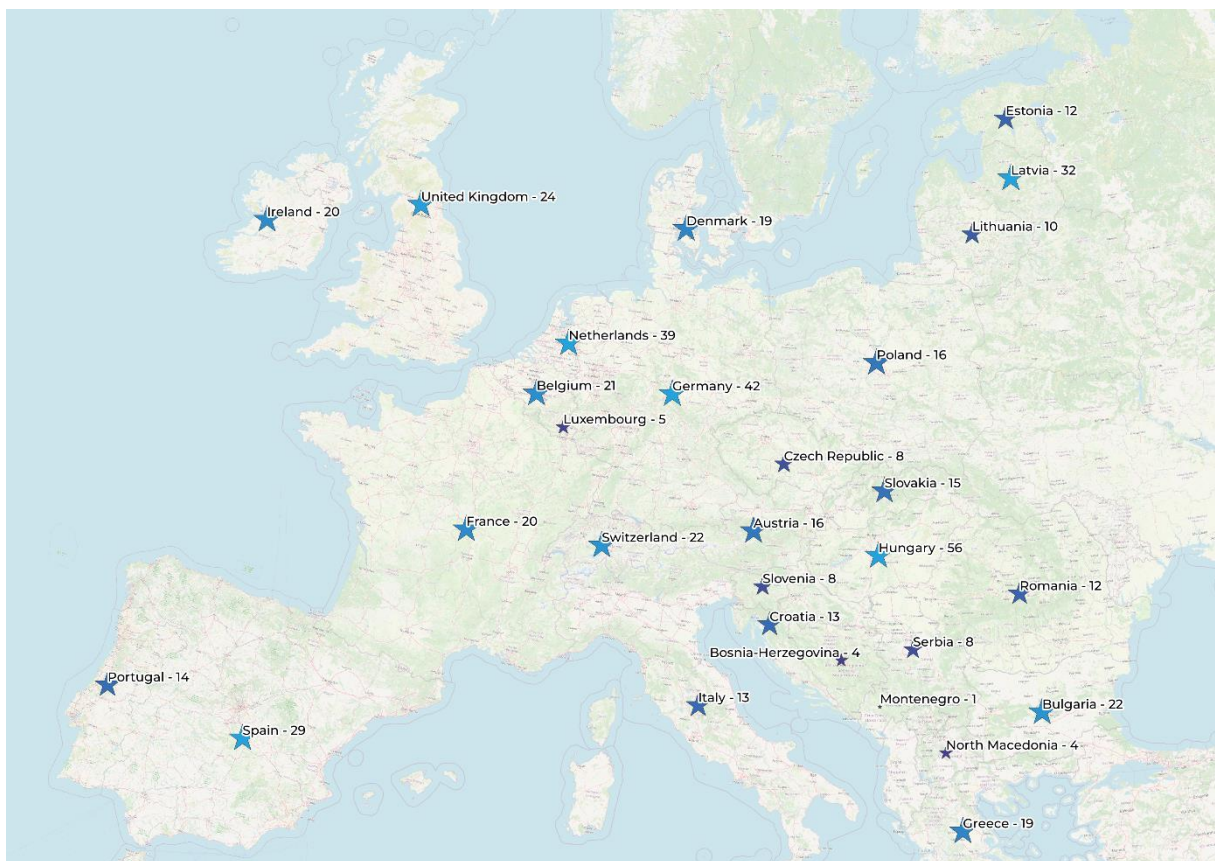 Estonia - 12
Latvia - 32
United Kingdom - 24
Ireland - 20
Denmark - 19
Lithuania - 10
Netherlands - 39
Poland - 16
Belgium - 21
Germany - 42
Luxembourg - 5
Czech Republic - 8
Slovakia - 15
France - 20
Austria - 16
Switzerland - 22
Hungary - 56
Slovenia - 8
Romania - 12
Croatia - 13
Serbia - 8
Bosnia-Herzegovina - 4
Portugal - 14
Italy - 13
Montenegro - 1
Bulgaria - 22
Spain - 29
North Macedonia - 4
Greece - 19